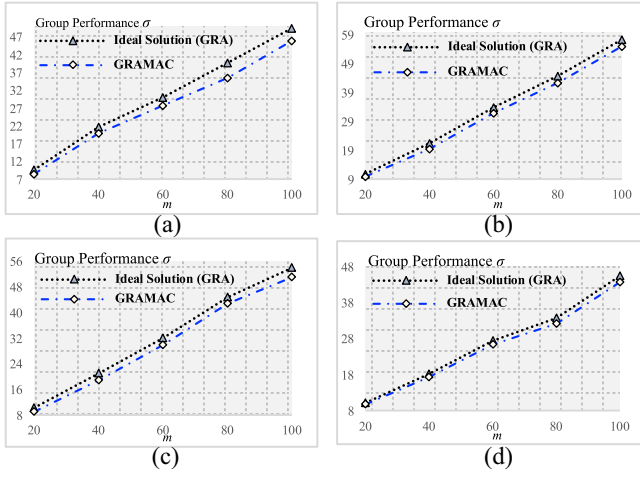 Group Performance σ
Ideal Solution (GRA)
GRAMAC
47
42
37
32
27
22
17
12
7
20 40 60 80 100
m
(a)
Group Performance σ
Ideal Solution (GRA)
GRAMAC
59
49
39
29
19
9
20 40 60 80 100
m
(b)
Group Performance σ
Ideal Solution (GRA)
GRAMAC
56
48
40
32
24
16
8
20 40 60 80 100
m
(c)
Group Performance σ
Ideal Solution (GRA)
GRAMAC
48
38
28
18
8
20 40 60 80 100
m
(d)